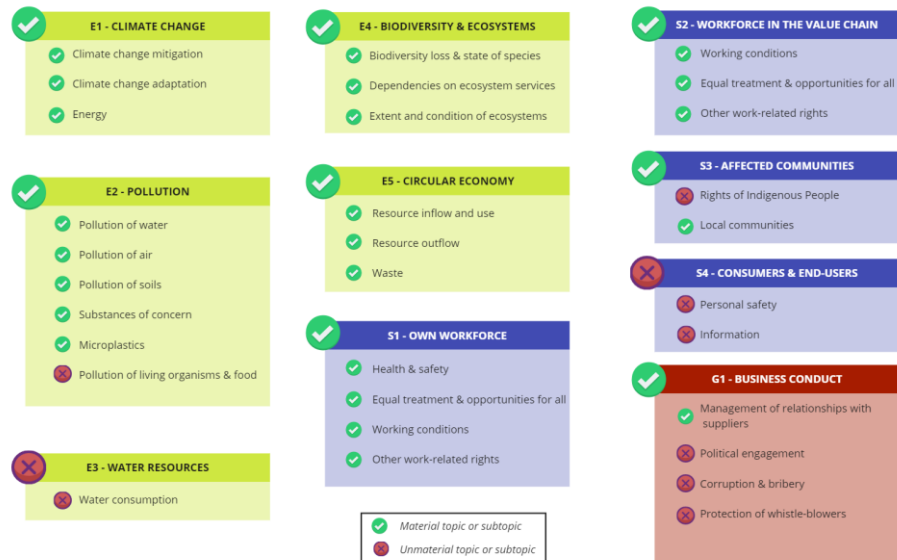 E1 - CLIMATE CHANGE
Climate change mitigation
Climate change adaptation
Energy
E2 - POLLUTION
Pollution of water
Pollution of air
Pollution of soils
Substances of concern
Microplastics
Pollution of living organisms & food
E3 - WATER RESOURCES
Water consumption
E4 - BIODIVERSITY & ECOSYSTEMS
Biodiversity loss & state of species
Dependencies on ecosystem services
Extent and condition of ecosystems
E5 - CIRCULAR ECONOMY
Resource inflow and use
Resource outflow
Waste
S1 - OWN WORKFORCE
Health & safety
Equal treatment & opportunities for all
Working conditions
Other work-related rights
Material topic or subtopic
Unmaterial topic or subtopic
S2 - WORKFORCE IN THE VALUE CHAIN
Working conditions
Equal treatment & opportunities for all
Other work-related rights
S3 - AFFECTED COMMUNITIES
Rights of Indigenous People
Local communities
S4 - CONSUMERS & END-USERS
Personal safety
Information
G1 - BUSINESS CONDUCT
Management of relationships with
suppliers
Political engagement
Corruption & bribery
Protection of whistle-blowers